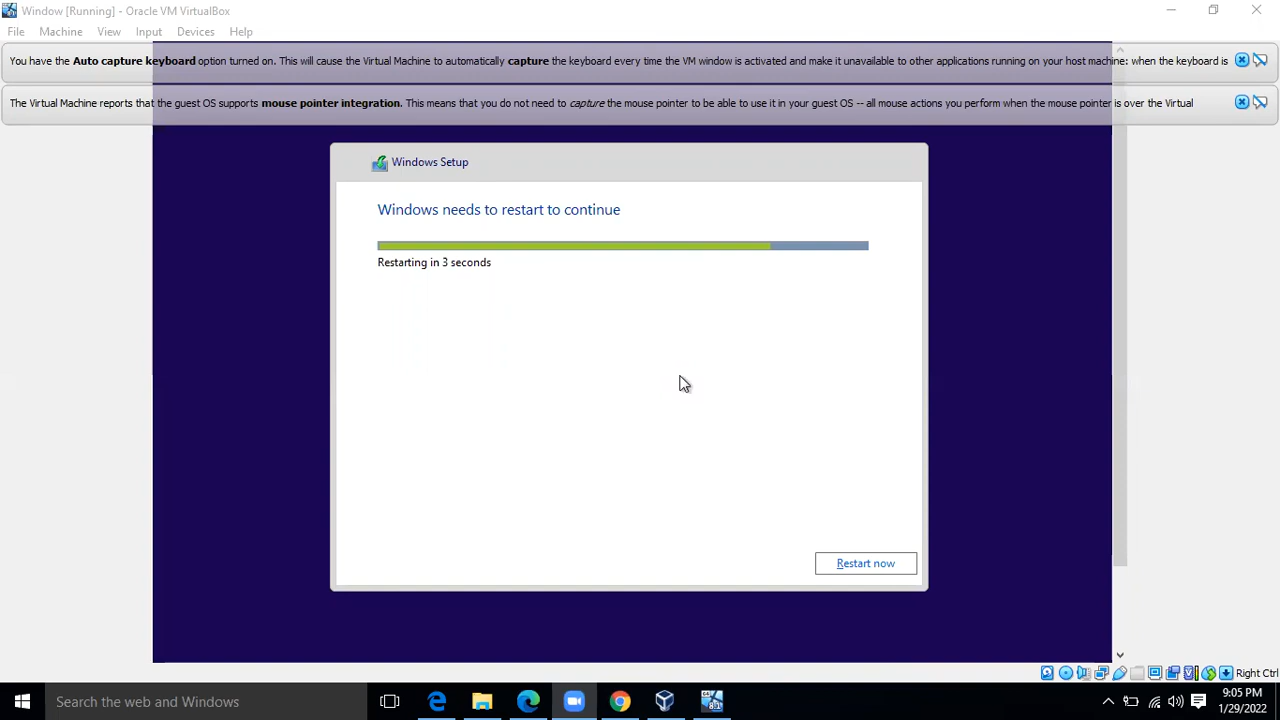 Window [Running] - Oracle VM VirtualBox
File Machine View Input Devices Help
You have the Auto capture keyboard option turned on. This will cause the Virtual Machine to automatically capture the keyboard every time the VM window is activated and make it unavailable to other applications running on your host machine: when the keyboard is
The Virtual Machine reports that the guest OS supports mouse pointer integration. This means that you do not need to capture the mouse pointer to be able to use it in your guest OS -- all mouse actions you perform when the mouse pointer is over the Virtual
Windows Setup
Windows needs to restart to continue
Restarting in 3 seconds
Restart now
Right Ctrl
Search the web and Windows
9:05 PM
1/29/2022